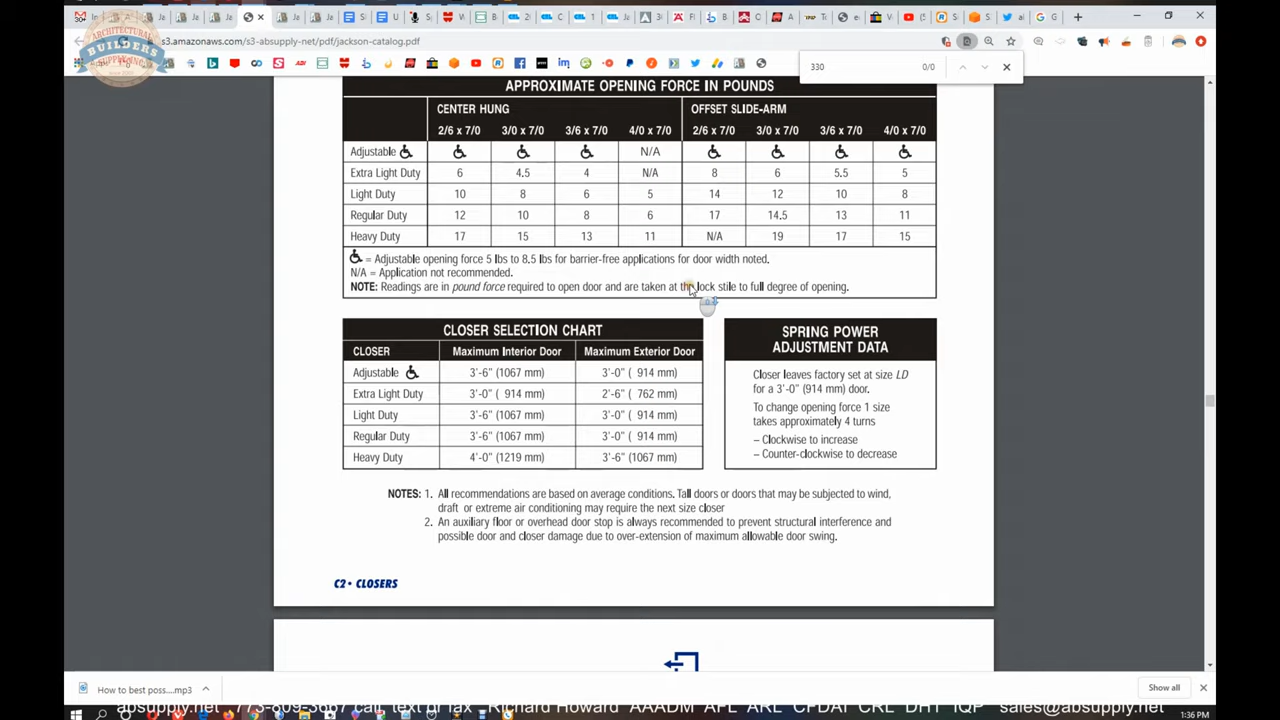 ARCHITECTURAL
BUILDERS
SUPPLY INC.
s3.amazonaws.com/s3-absupply-net/pdf/jackson-catalog.pdf
330 0/0
APPROXIMATE OPENING FORCE IN POUNDS
CENTER HUNG OFFSET SLIDE-ARM
2/6 x 7/0 3/0 x 7/0 3/6 x 7/0 4/0 x 7/0 2/6 x 7/0 3/0 x 7/0 3/6 x 7/0 4/0 x 7/0
Adjustable N/A
Extra Light Duty 6 4.5 4 N/A 8 6 5.5 5
Light Duty 10 8 6 5 14 12 10 8
Regular Duty 12 10 8 6 17 14.5 13 11
Heavy Duty 17 15 13 11 N/A 19 17 15
= Adjustable opening force 5 lbs to 8.5 lbs for barrier-free applications for door width noted.
N/A = Application not recommended.
NOTE: Readings are in pound force required to open door and are taken at the lock stile to full degree of opening.
CLOSER SELECTION CHART
CLOSER Maximum Interior Door Maximum Exterior Door
Adjustable 3'-6" (1067 mm) 3'-0" ( 914 mm)
Extra Light Duty 3'-0" ( 914 mm) 2'-6" ( 762 mm)
Light Duty 3'-6" (1067 mm) 3'-0" ( 914 mm)
Regular Duty 3'-6" (1067 mm) 3'-0" ( 914 mm)
Heavy Duty 4'-0" (1219 mm) 3'-6" (1067 mm)
SPRING POWER
ADJUSTMENT DATA
Closer leaves factory set at size LD
for a 3'-0" (914 mm) door.
To change opening force 1 size
takes approximately 4 turns
– Clockwise to increase
– Counter-clockwise to decrease
NOTES: 1. All recommendations are based on average conditions. Tall doors or doors that may be subjected to wind,
draft or extreme air conditioning may require the next size closer
2. An auxiliary floor or overhead door stop is always recommended to prevent structural interference and
possible door and closer damage due to over-extension of maximum allowable door swing.
C2 • CLOSERS
How to best poss....mp3
Show all
absupply.net 773-809-3667 call, text or fax Richard Howard AAADM AFL ARL CFDAI CRL DHT IQP sales@absupply.net
1:36 PM